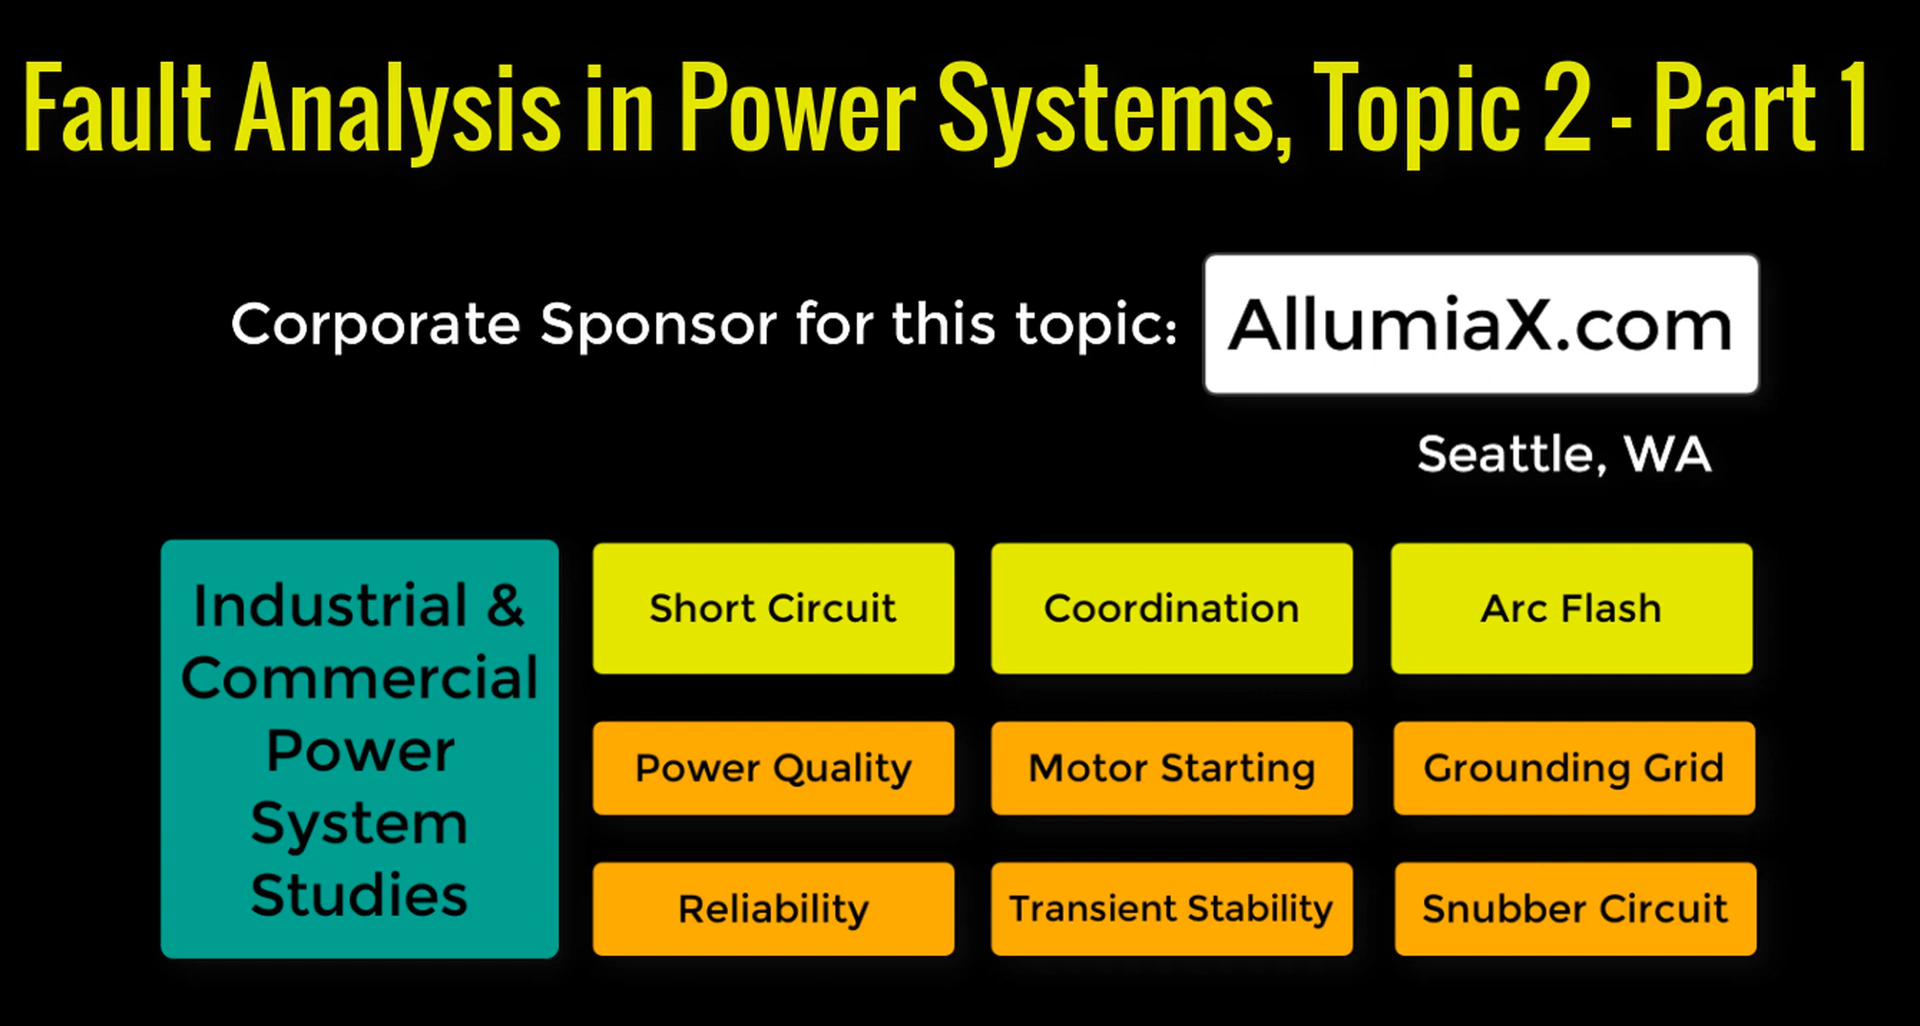 Fault Analysis in Power Systems, Topic 2 - Part 1
Corporate Sponsor for this topic: AllumiaX.com
Seattle, WA
Industrial &
Commercial
Power
System
Studies
Short Circuit
Coordination
Arc Flash
Power Quality
Motor Starting
Grounding Grid
Reliability
Transient Stability
Snubber Circuit